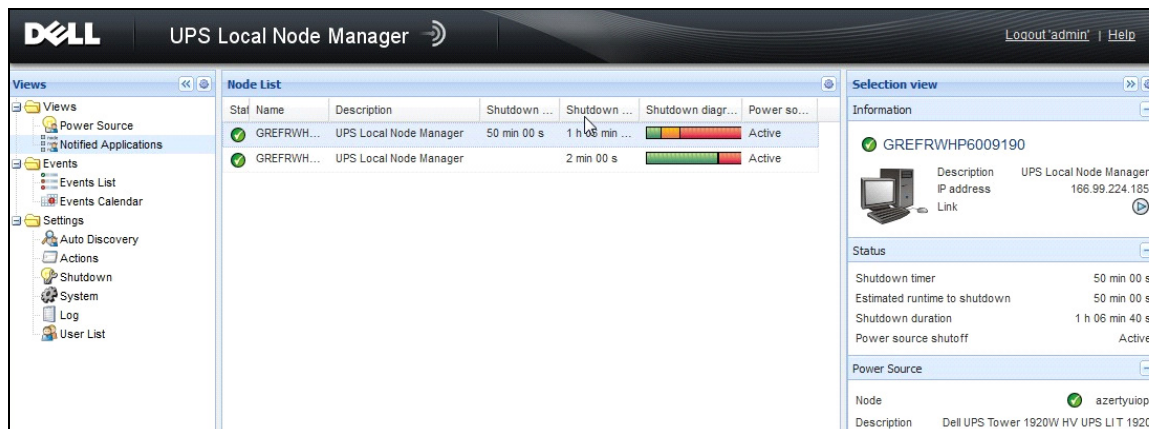 DELL UPS Local Node Manager Logout 'admin' | Help
Views
Views
Power Source
Notified Applications
Events
Events List
Events Calendar
Settings
Auto Discovery
Actions
Shutdown
System
Log
User List
Node List
Stat Name Description Shutdown ... Shutdown ... Shutdown diagr... Power so...
GREFRWH... UPS Local Node Manager 50 min 00 s 1 h 06 min ... Active
GREFRWH... UPS Local Node Manager 2 min 00 s Active
Selection view
Information
GREFRWHP6009190
Description UPS Local Node Manager
IP address 166.99.224.185
Link
Status
Shutdown timer 50 min 00 s
Estimated runtime to shutdown 50 min 00 s
Shutdown duration 1 h 06 min 40 s
Power source shutoff Active
Power Source
Node azertyuiop
Description Dell UPS Tower 1920W HV UPS LI T 1920